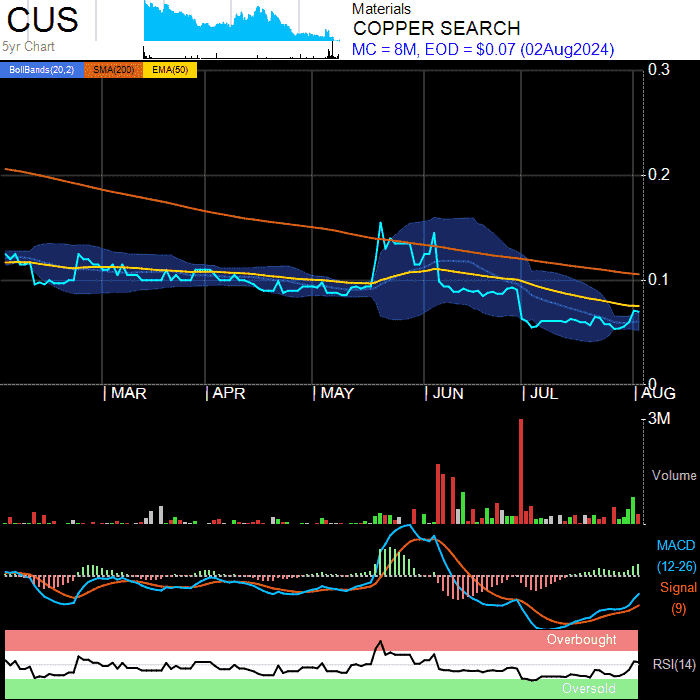 CUS
5yr Chart
Materials
COPPER SEARCH
MC = 8M, EOD = $0.07 (02Aug2024)
BollBands(20,2) SMA(200) EMA(50)
0.3
0.2
0.1
0
MAR APR MAY JUN JUL AUG
3M
Volume
MACD
(12-26)
Signal
(9)
Overbought
RSI(14)
Oversold